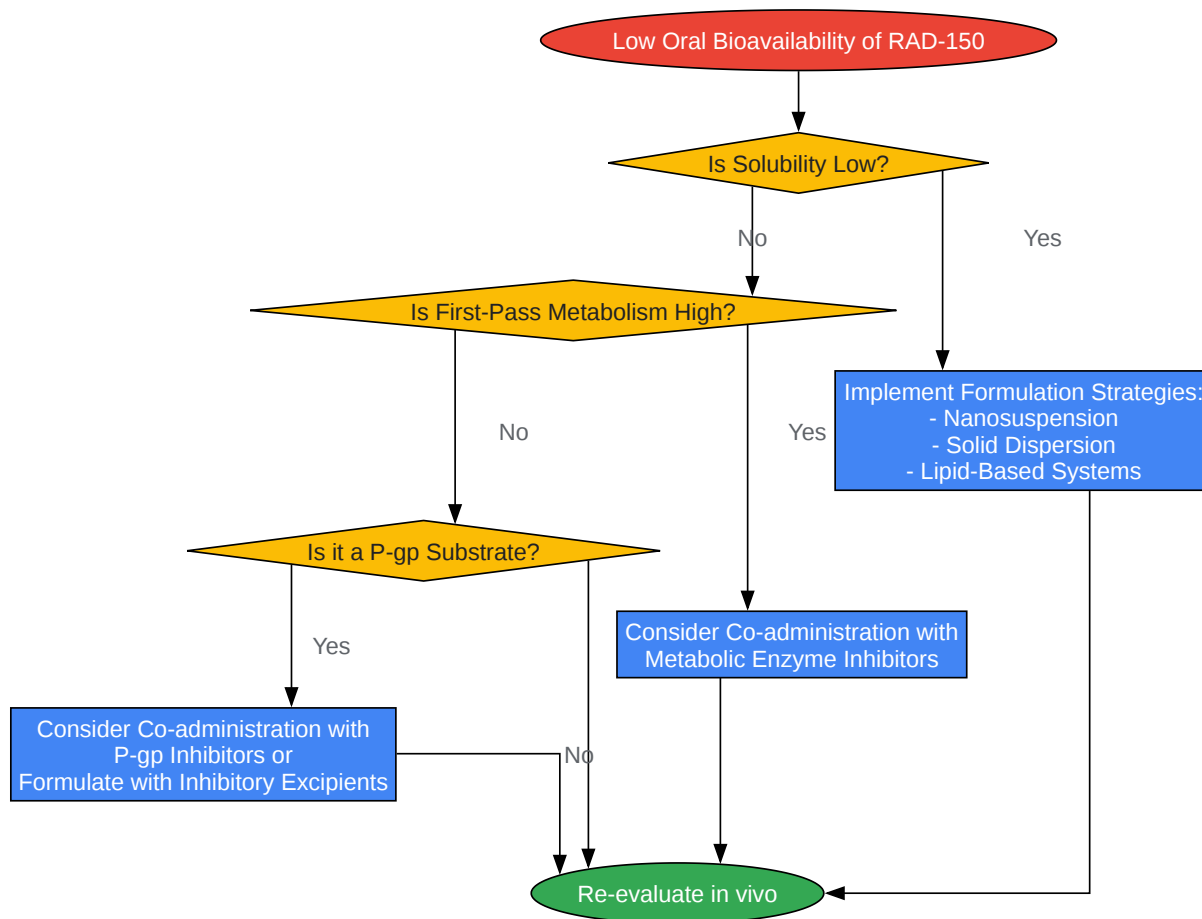 Low Oral Bioavailability of RAD-150
Is Solubility Low?
No
Yes
Is First-Pass Metabolism High?
Implement Formulation Strategies:
- Nanosuspension
- Solid Dispersion
- Lipid-Based Systems
No
Yes
Is it a P-gp Substrate?
Yes
Consider Co-administration with
Metabolic Enzyme Inhibitors
Consider Co-administration with
P-gp Inhibitors or
Formulate with Inhibitory Excipients
No
Re-evaluate in vivo